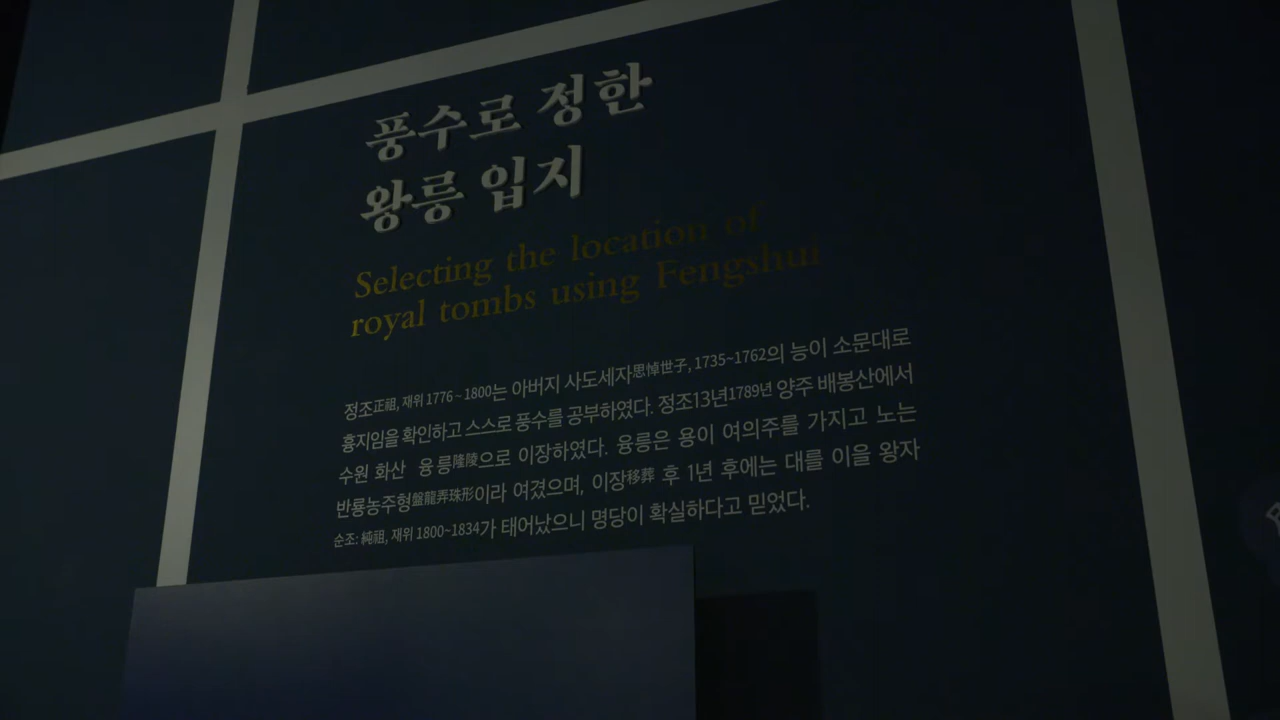 풍수로 정한
왕릉 입지
Selecting the location of
royal tombs using Fengshui
정조正祖, 재위 1776 ~ 1800는 아버지 사도세자思悼世子, 1735~1762의 능이 소문대로
흉지임을 확인하고 스스로 풍수를 공부하였다. 정조13년1789년 양주 배봉산에서
수원 화산 융릉隆陵으로 이장하였다. 융릉은 용이 여의주를 가지고 노는
반룡농주형盤龍弄珠形이라 여겼으며, 이장移葬 후 1년 후에는 대를 이을 왕자
순조: 純祖, 재위 1800~1834가 태어났으니 명당이 확실하다고 믿었다.